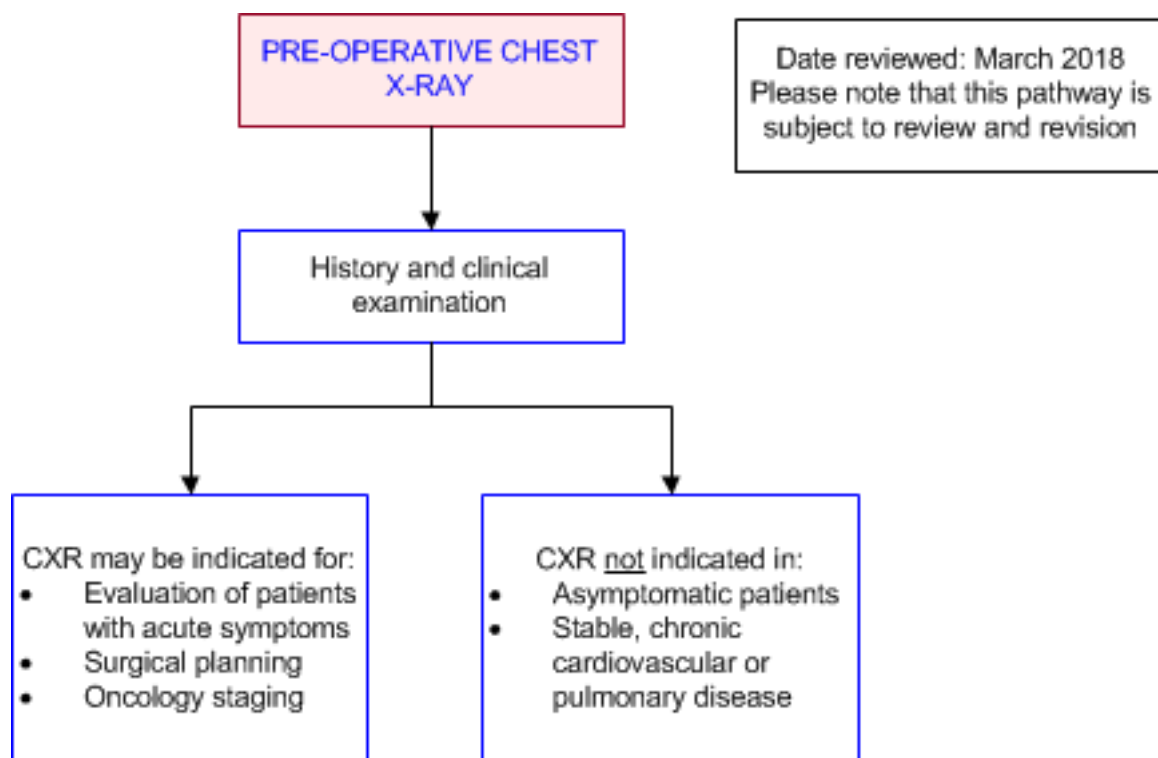 PRE-OPERATIVE CHEST
X-RAY
Date reviewed: March 2018
Please note that this pathway is
subject to review and revision
History and clinical
examination
CXR may be indicated for:
• Evaluation of patients
with acute symptoms
• Surgical planning
• Oncology staging
CXR not indicated in:
• Asymptomatic patients
• Stable, chronic
cardiovascular or
pulmonary disease